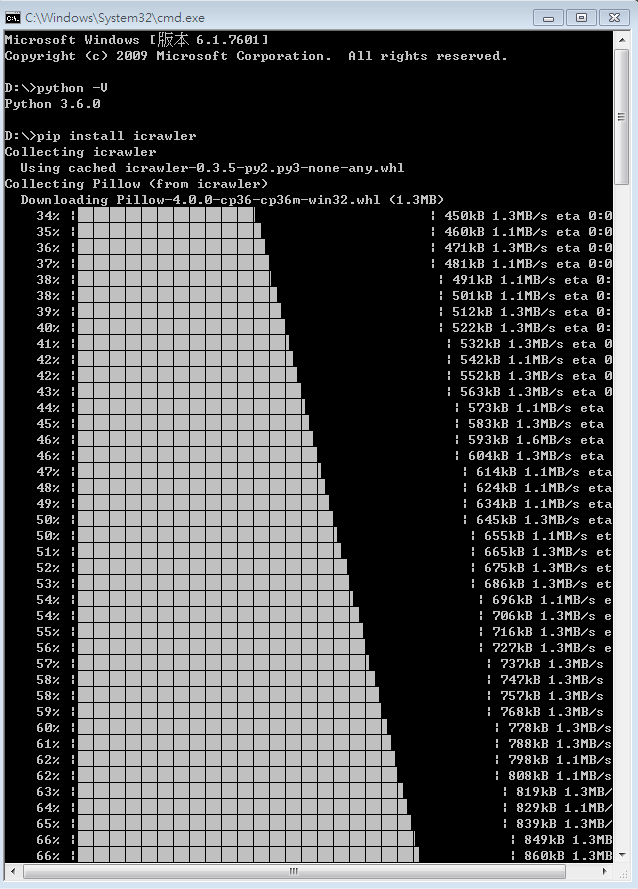 C:\Windows\System32\cmd.exe
Microsoft Windows [版本 6.1.7601]
Copyright (c) 2009 Microsoft Corporation.  All rights reserved.
D:\>python -V
Python 3.6.0
D:\>pip install icrawler
Collecting icrawler
  Using cached icrawler-0.3.5-py2.py3-none-any.whl
Collecting Pillow (from icrawler)
  Downloading Pillow-4.0.0-cp36-cp36m-win32.whl (1.3MB)
34% ¦ ¦ 450kB 1.3MB/s eta 0:0
35% ¦ ¦ 460kB 1.1MB/s eta 0:0
36% ¦ ¦ 471kB 1.3MB/s eta 0:0
37% ¦ ¦ 481kB 1.1MB/s eta 0:0
38% ¦ ¦ 491kB 1.1MB/s eta 0:
38% ¦ ¦ 501kB 1.1MB/s eta 0:
39% ¦ ¦ 512kB 1.3MB/s eta 0:
40% ¦ ¦ 522kB 1.3MB/s eta 0:
41% ¦ ¦ 532kB 1.3MB/s eta 0
42% ¦ ¦ 542kB 1.1MB/s eta 0
42% ¦ ¦ 552kB 1.3MB/s eta 0
43% ¦ ¦ 563kB 1.3MB/s eta 0
44% ¦ ¦ 573kB 1.1MB/s eta
45% ¦ ¦ 583kB 1.3MB/s eta
46% ¦ ¦ 593kB 1.6MB/s eta
46% ¦ ¦ 604kB 1.3MB/s eta
47% ¦ ¦ 614kB 1.1MB/s eta
48% ¦ ¦ 624kB 1.1MB/s eta
49% ¦ ¦ 634kB 1.1MB/s eta
50% ¦ ¦ 645kB 1.3MB/s eta
50% ¦ ¦ 655kB 1.1MB/s et
51% ¦ ¦ 665kB 1.3MB/s et
52% ¦ ¦ 675kB 1.3MB/s et
53% ¦ ¦ 686kB 1.3MB/s et
54% ¦ ¦ 696kB 1.1MB/s e
54% ¦ ¦ 706kB 1.3MB/s e
55% ¦ ¦ 716kB 1.3MB/s e
56% ¦ ¦ 727kB 1.3MB/s e
57% ¦ ¦ 737kB 1.3MB/s
58% ¦ ¦ 747kB 1.3MB/s
58% ¦ ¦ 757kB 1.3MB/s
59% ¦ ¦ 768kB 1.3MB/s
60% ¦ ¦ 778kB 1.3MB/s
61% ¦ ¦ 788kB 1.3MB/s
62% ¦ ¦ 798kB 1.1MB/s
62% ¦ ¦ 808kB 1.1MB/s
63% ¦ ¦ 819kB 1.3MB/
64% ¦ ¦ 829kB 1.1MB/
65% ¦ ¦ 839kB 1.3MB/
66% ¦ ¦ 849kB 1.3MB
66% ¦ ¦ 860kB 1.3MB